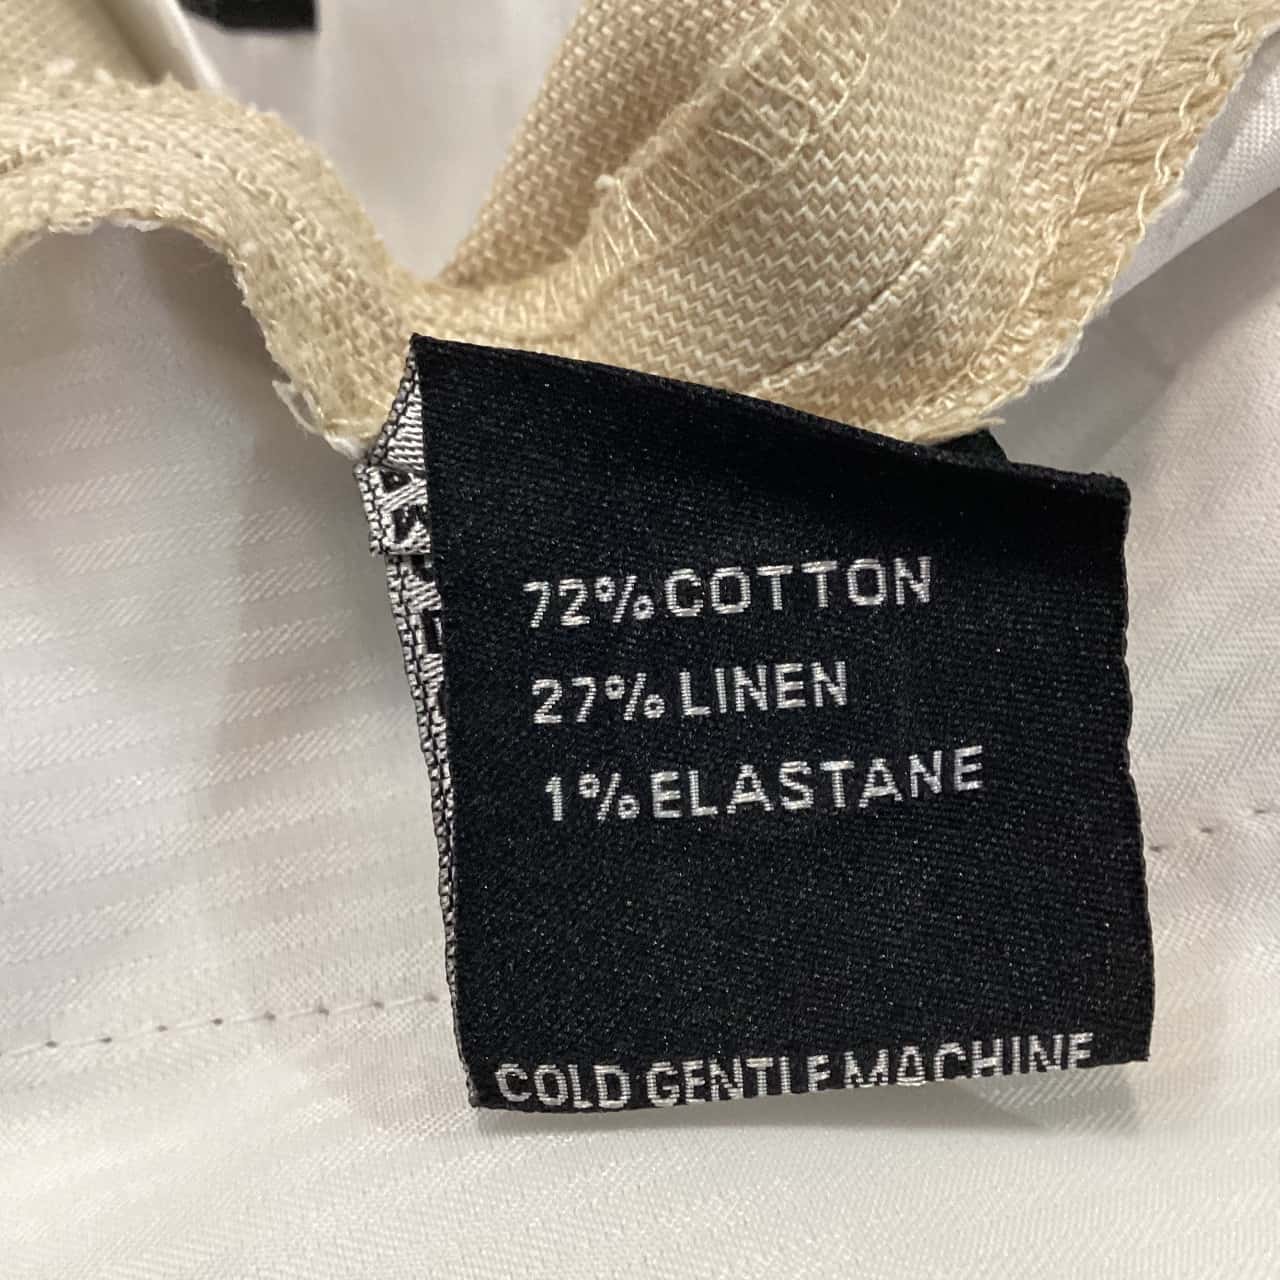 72% COTTON
27% LINEN
1% ELASTANE
COLD GENTLE MACHINE